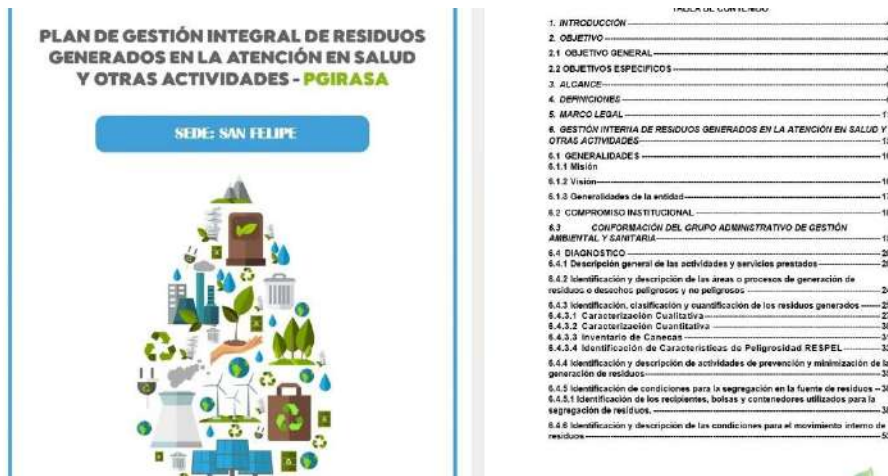 PLAN DE GESTIÓN INTEGRAL DE RESIDUOS
GENERADOS EN LA ATENCIÓN EN SALUD
Y OTRAS ACTIVIDADES - PGIRASA
SEDE: SAN FELIPE
TABLA DE CONTENIDO
1. INTRODUCCIÓN
2. OBJETIVO
2.1 OBJETIVO GENERAL
2.2 OBJETIVOS ESPECIFICOS
3. ALCANCE
4. DEFINICIONES
5. MARCO LEGAL
6. GESTIÓN INTERNA DE RESIDUOS GENERADOS EN LA ATENCIÓN EN SALUD Y
OTRAS ACTIVIDADES
6.1 GENERALIDADES
6.1.1 Misión
6.1.2 Visión
6.1.3 Generalidades de la entidad
6.2 COMPROMISO INSTITUCIONAL
6.3 CONFORMACIÓN DEL GRUPO ADMINISTRATIVO DE GESTIÓN
AMBIENTAL Y SANITARIA
6.4 DIAGNOSTICO
6.4.1 Descripción general de las actividades y servicios prestados
6.4.2 Identificación y descripción de las áreas o procesos de generación de
residuos o desechos peligrosos y no peligrosos
6.4.3 Identificación, clasificación y cuantificación de los residuos generados
6.4.3.1 Caracterización Cualitativa
6.4.3.2 Caracterización Cuantitativa
6.4.3.3 Inventario de Canecas
6.4.3.4 Identificación de Características de Peligrosidad RESPEL
6.4.4 Identificación y descripción de actividades de prevención y minimización de la
generación de residuos
6.4.5 Identificación de condiciones para la segregación en la fuente de residuos
6.4.5.1 Identificación de los recipientes, bolsas y contenedores utilizados para la
segregación de residuos.
6.4.6 Identificación y descripción de las condiciones para el movimiento interno de
residuos